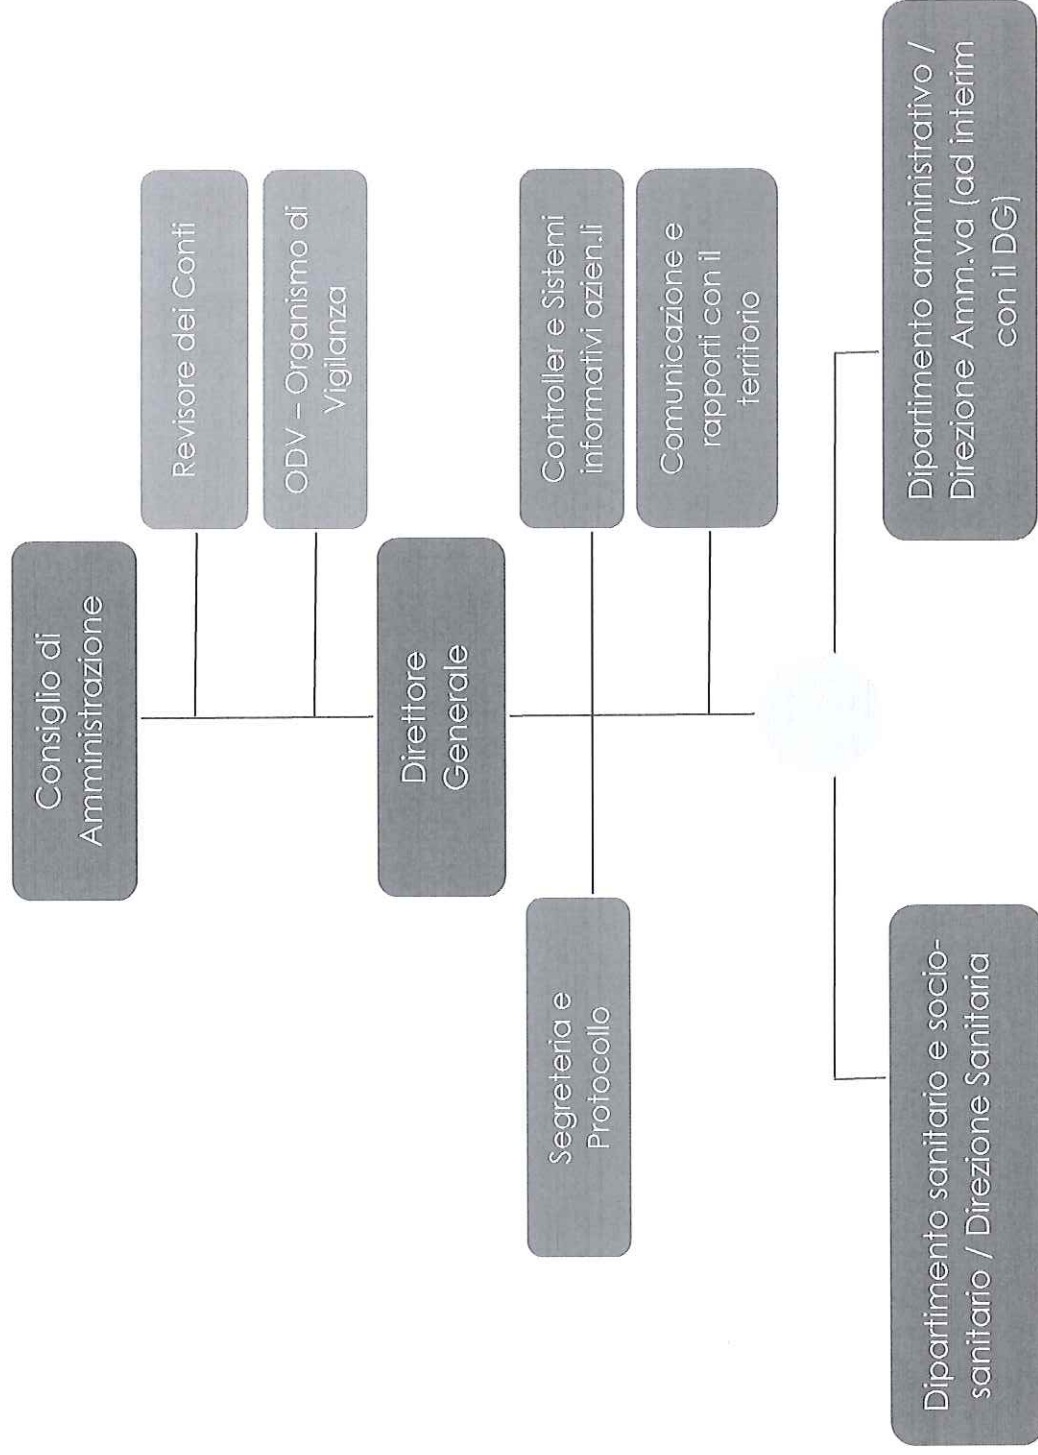 Consiglio di
Amministrazione
Revisore dei Conti
ODV – Organismo di
Vigilanza
Direttore
Generale
Segreteria e
Protocollo
Controller e Sistemi
informativi azien.li
Comunicazione e
rapporti con il
territorio
Dipartimento sanitario e socio-
sanitario / Direzione Sanitaria
Dipartimento amministrativo /
Direzione Amm.va (ad interim
con il DG)